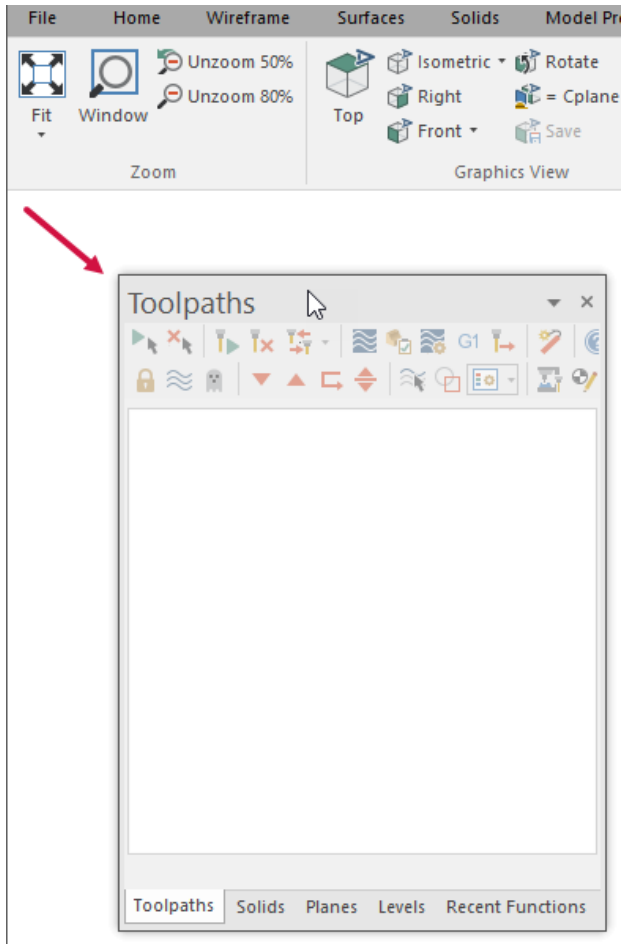 File Home Wireframe Surfaces Solids Model
Unzoom 50% Isometric Rotate
Fit Window Unzoom 80% Top Right = Cplane
Front Save
Zoom Graphics View
Toolpaths
G1
Toolpaths Solids Planes Levels Recent Functions